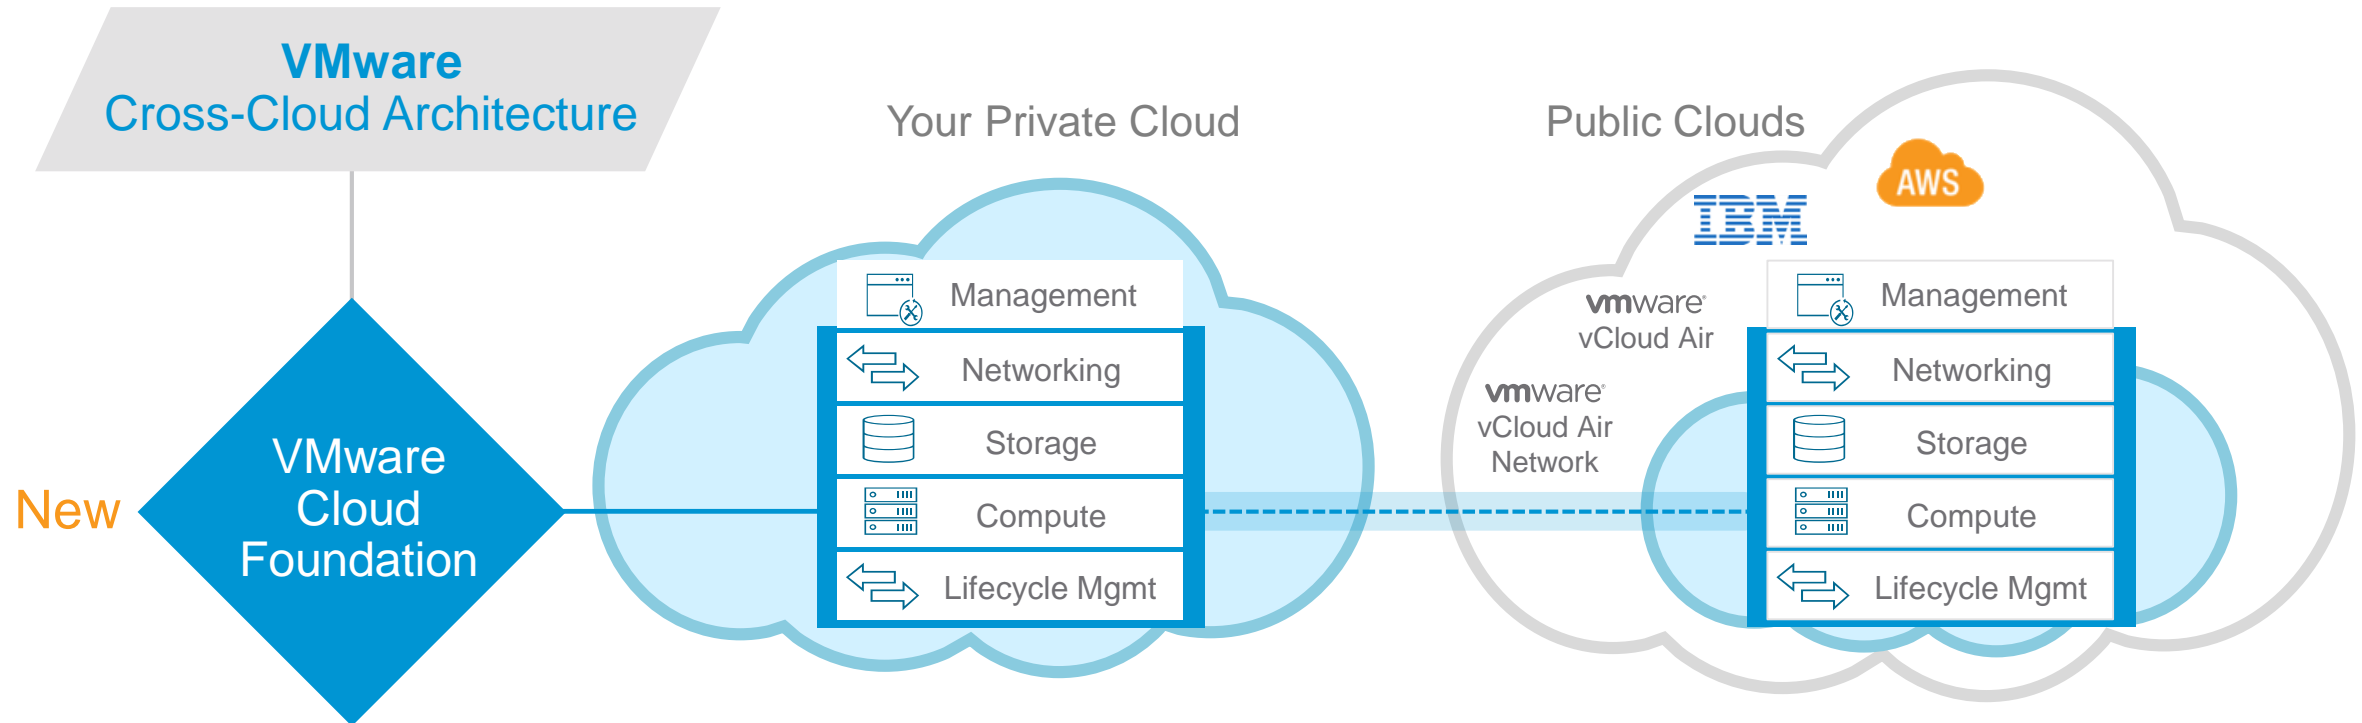 VMware
Cross-Cloud Architecture
New
VMware
Cloud
Foundation
Your Private Cloud
Management
Networking
Storage
Compute
Lifecycle Mgmt
Public Clouds
AWS
IBM
vmware®
vCloud Air
vmware®
vCloud Air
Network
Management
Networking
Storage
Compute
Lifecycle Mgmt